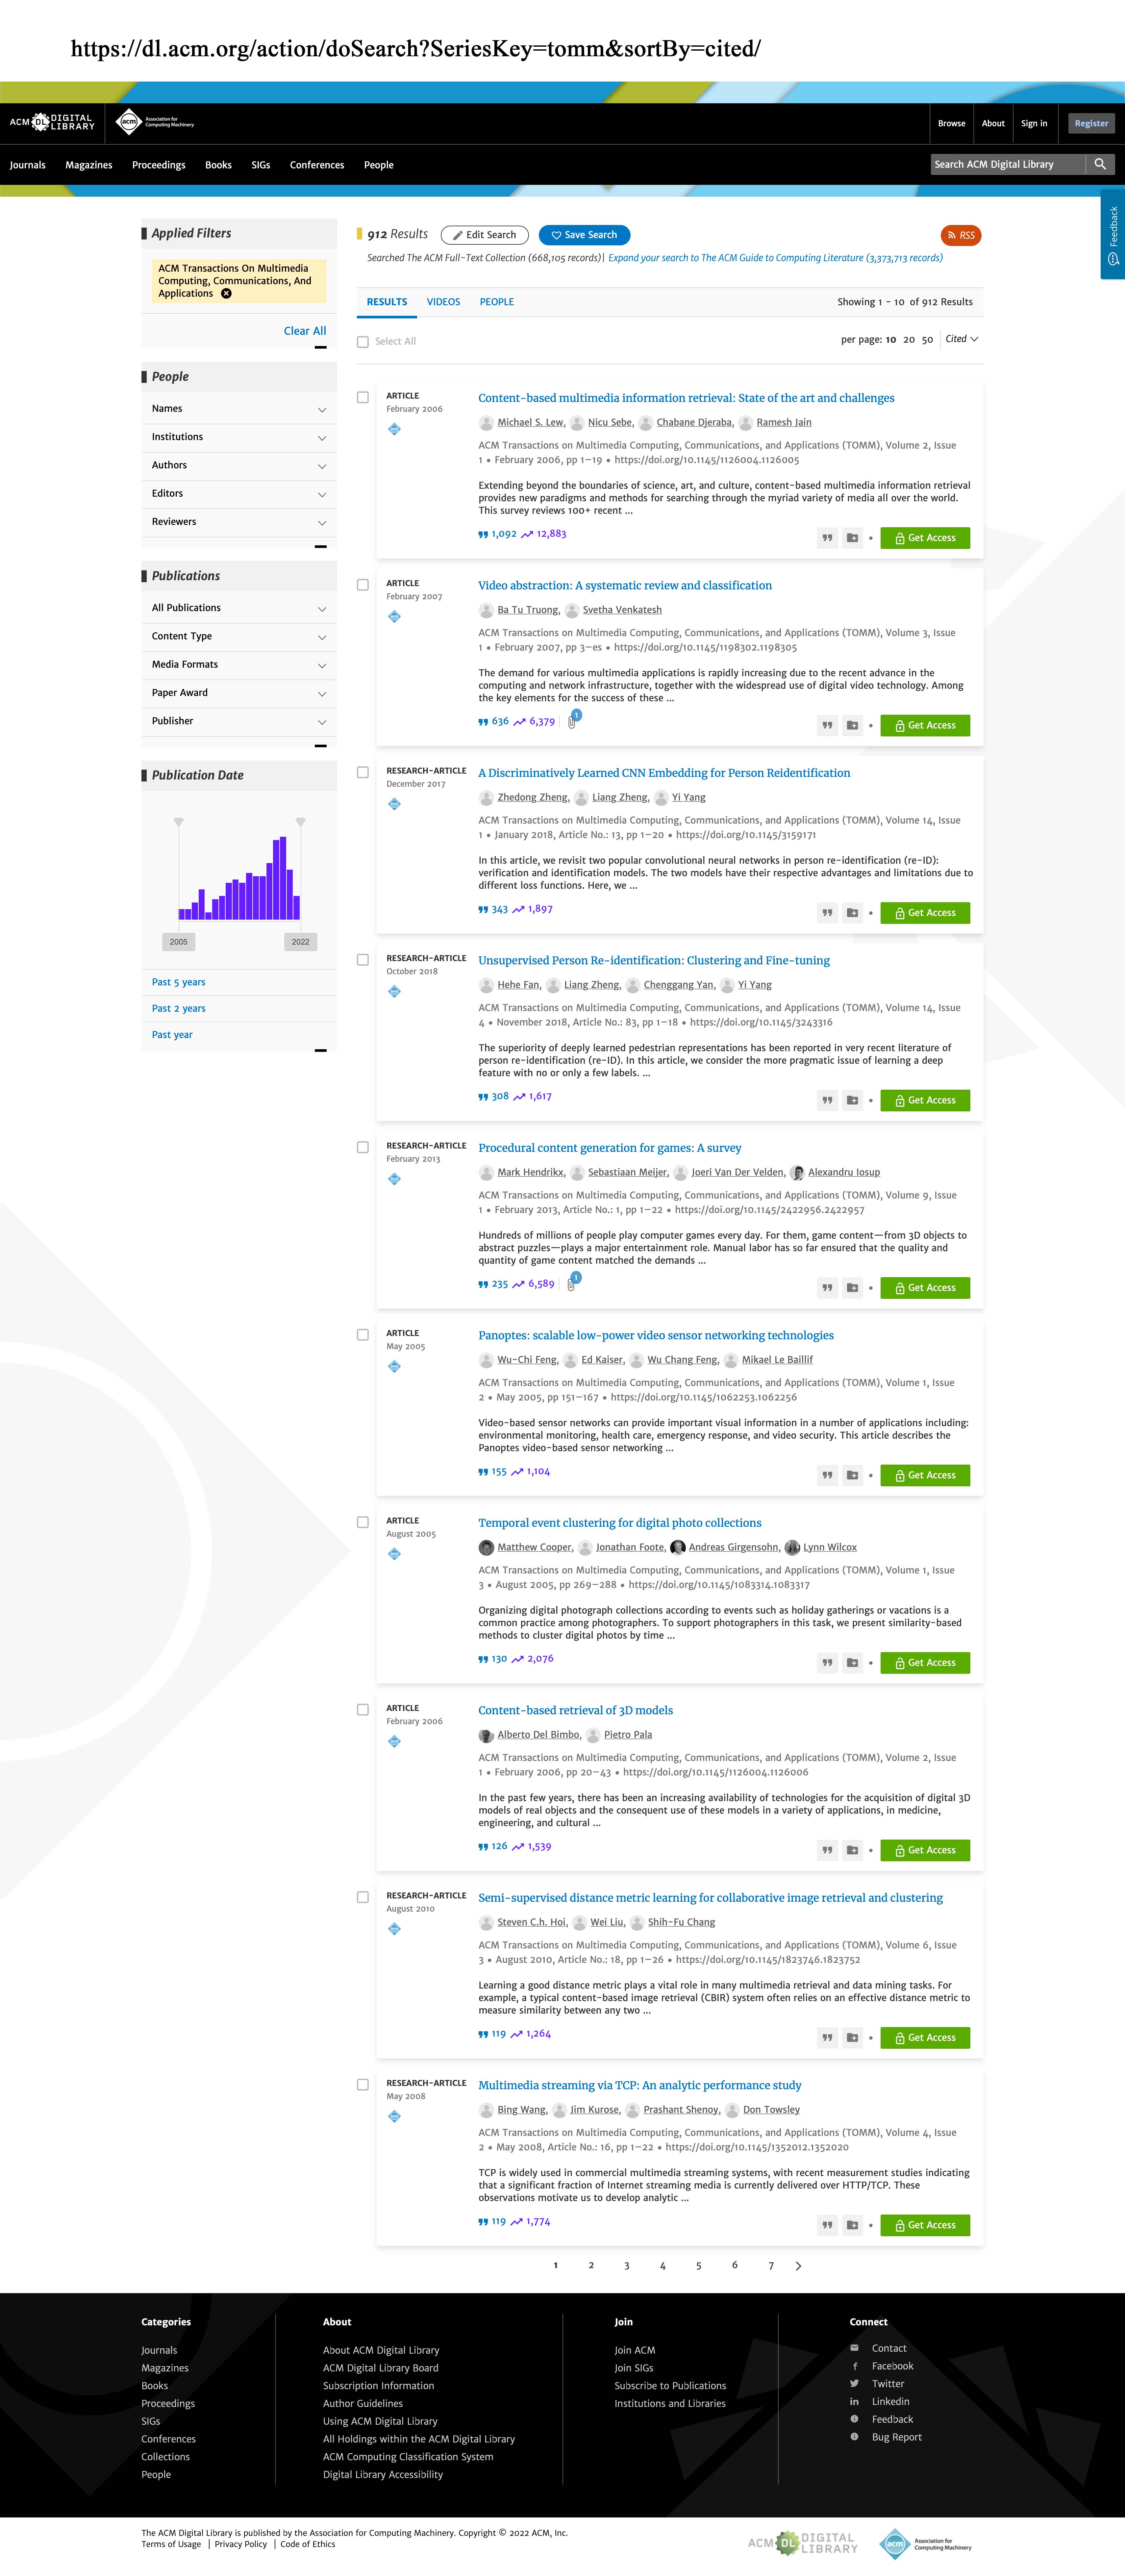 https://dl.acm.org/action/doSearch?SeriesKey=tomm&sortBy=cited/
ACM DL DIGITAL LIBRARY
acm Association for Computing Machinery
Browse About Sign in Register
Journals Magazines Proceedings Books SIGs Conferences People
Search ACM Digital Library
Feedback
Applied Filters
ACM Transactions On Multimedia
Computing, Communications, And
Applications
Clear All
People
Names
Institutions
Authors
Editors
Reviewers
Publications
All Publications
Content Type
Media Formats
Paper Award
Publisher
Publication Date
2005 2022
Past 5 years
Past 2 years
Past year
912 Results Edit Search Save Search RSS
Searched The ACM Full-Text Collection (668,105 records)| Expand your search to The ACM Guide to Computing Literature (3,373,713 records)
RESULTS VIDEOS PEOPLE Showing 1 - 10 of 912 Results
Select All per page: 10 20 50 Cited
ARTICLE
February 2006
Content-based multimedia information retrieval: State of the art and challenges
Michael S. Lew, Nicu Sebe, Chabane Djeraba, Ramesh Jain
ACM Transactions on Multimedia Computing, Communications, and Applications (TOMM), Volume 2, Issue
1 • February 2006, pp 1–19 • https://doi.org/10.1145/1126004.1126005
Extending beyond the boundaries of science, art, and culture, content-based multimedia information retrieval
provides new paradigms and methods for searching through the myriad variety of media all over the world.
This survey reviews 100+ recent ...
1,092 12,883 Get Access
ARTICLE
February 2007
Video abstraction: A systematic review and classification
Ba Tu Truong, Svetha Venkatesh
ACM Transactions on Multimedia Computing, Communications, and Applications (TOMM), Volume 3, Issue
1 • February 2007, pp 3–es • https://doi.org/10.1145/1198302.1198305
The demand for various multimedia applications is rapidly increasing due to the recent advance in the
computing and network infrastructure, together with the widespread use of digital video technology. Among
the key elements for the success of these ...
636 6,379 1 Get Access
RESEARCH-ARTICLE
December 2017
A Discriminatively Learned CNN Embedding for Person Reidentification
Zhedong Zheng, Liang Zheng, Yi Yang
ACM Transactions on Multimedia Computing, Communications, and Applications (TOMM), Volume 14, Issue
1 • January 2018, Article No.: 13, pp 1–20 • https://doi.org/10.1145/3159171
In this article, we revisit two popular convolutional neural networks in person re-identification (re-ID):
verification and identification models. The two models have their respective advantages and limitations due to
different loss functions. Here, we ...
343 1,897 Get Access
RESEARCH-ARTICLE
October 2018
Unsupervised Person Re-identification: Clustering and Fine-tuning
Hehe Fan, Liang Zheng, Chenggang Yan, Yi Yang
ACM Transactions on Multimedia Computing, Communications, and Applications (TOMM), Volume 14, Issue
4 • November 2018, Article No.: 83, pp 1–18 • https://doi.org/10.1145/3243316
The superiority of deeply learned pedestrian representations has been reported in very recent literature of
person re-identification (re-ID). In this article, we consider the more pragmatic issue of learning a deep
feature with no or only a few labels. ...
308 1,617 Get Access
RESEARCH-ARTICLE
February 2013
Procedural content generation for games: A survey
Mark Hendrikx, Sebastiaan Meijer, Joeri Van Der Velden, Alexandru Iosup
ACM Transactions on Multimedia Computing, Communications, and Applications (TOMM), Volume 9, Issue
1 • February 2013, Article No.: 1, pp 1–22 • https://doi.org/10.1145/2422956.2422957
Hundreds of millions of people play computer games every day. For them, game content—from 3D objects to
abstract puzzles—plays a major entertainment role. Manual labor has so far ensured that the quality and
quantity of game content matched the demands ...
235 6,589 1 Get Access
ARTICLE
May 2005
Panoptes: scalable low-power video sensor networking technologies
Wu-Chi Feng, Ed Kaiser, Wu Chang Feng, Mikael Le Baillif
ACM Transactions on Multimedia Computing, Communications, and Applications (TOMM), Volume 1, Issue
2 • May 2005, pp 151–167 • https://doi.org/10.1145/1062253.1062256
Video-based sensor networks can provide important visual information in a number of applications including:
environmental monitoring, health care, emergency response, and video security. This article describes the
Panoptes video-based sensor networking ...
155 1,104 Get Access
ARTICLE
August 2005
Temporal event clustering for digital photo collections
Matthew Cooper, Jonathan Foote, Andreas Girgensohn, Lynn Wilcox
ACM Transactions on Multimedia Computing, Communications, and Applications (TOMM), Volume 1, Issue
3 • August 2005, pp 269–288 • https://doi.org/10.1145/1083314.1083317
Organizing digital photograph collections according to events such as holiday gatherings or vacations is a
common practice among photographers. To support photographers in this task, we present similarity-based
methods to cluster digital photos by time ...
130 2,076 Get Access
ARTICLE
February 2006
Content-based retrieval of 3D models
Alberto Del Bimbo, Pietro Pala
ACM Transactions on Multimedia Computing, Communications, and Applications (TOMM), Volume 2, Issue
1 • February 2006, pp 20–43 • https://doi.org/10.1145/1126004.1126006
In the past few years, there has been an increasing availability of technologies for the acquisition of digital 3D
models of real objects and the consequent use of these models in a variety of applications, in medicine,
engineering, and cultural ...
126 1,539 Get Access
RESEARCH-ARTICLE
August 2010
Semi-supervised distance metric learning for collaborative image retrieval and clustering
Steven C.h. Hoi, Wei Liu, Shih-Fu Chang
ACM Transactions on Multimedia Computing, Communications, and Applications (TOMM), Volume 6, Issue
3 • August 2010, Article No.: 18, pp 1–26 • https://doi.org/10.1145/1823746.1823752
Learning a good distance metric plays a vital role in many multimedia retrieval and data mining tasks. For
example, a typical content-based image retrieval (CBIR) system often relies on an effective distance metric to
measure similarity between any two ...
119 1,264 Get Access
RESEARCH-ARTICLE
May 2008
Multimedia streaming via TCP: An analytic performance study
Bing Wang, Jim Kurose, Prashant Shenoy, Don Towsley
ACM Transactions on Multimedia Computing, Communications, and Applications (TOMM), Volume 4, Issue
2 • May 2008, Article No.: 16, pp 1–22 • https://doi.org/10.1145/1352012.1352020
TCP is widely used in commercial multimedia streaming systems, with recent measurement studies indicating
that a significant fraction of Internet streaming media is currently delivered over HTTP/TCP. These
observations motivate us to develop analytic ...
119 1,774 Get Access
1 2 3 4 5 6 7
Categories
Journals
Magazines
Books
Proceedings
SIGs
Conferences
Collections
People
About
About ACM Digital Library
ACM Digital Library Board
Subscription Information
Author Guidelines
Using ACM Digital Library
All Holdings within the ACM Digital Library
ACM Computing Classification System
Digital Library Accessibility
Join
Join ACM
Join SIGs
Subscribe to Publications
Institutions and Libraries
Connect
Contact
Facebook
Twitter
Linkedin
Feedback
Bug Report
The ACM Digital Library is published by the Association for Computing Machinery. Copyright © 2022 ACM, Inc.
Terms of Usage | Privacy Policy | Code of Ethics
ACM DL DIGITAL LIBRARY
acm Association for Computing Machinery